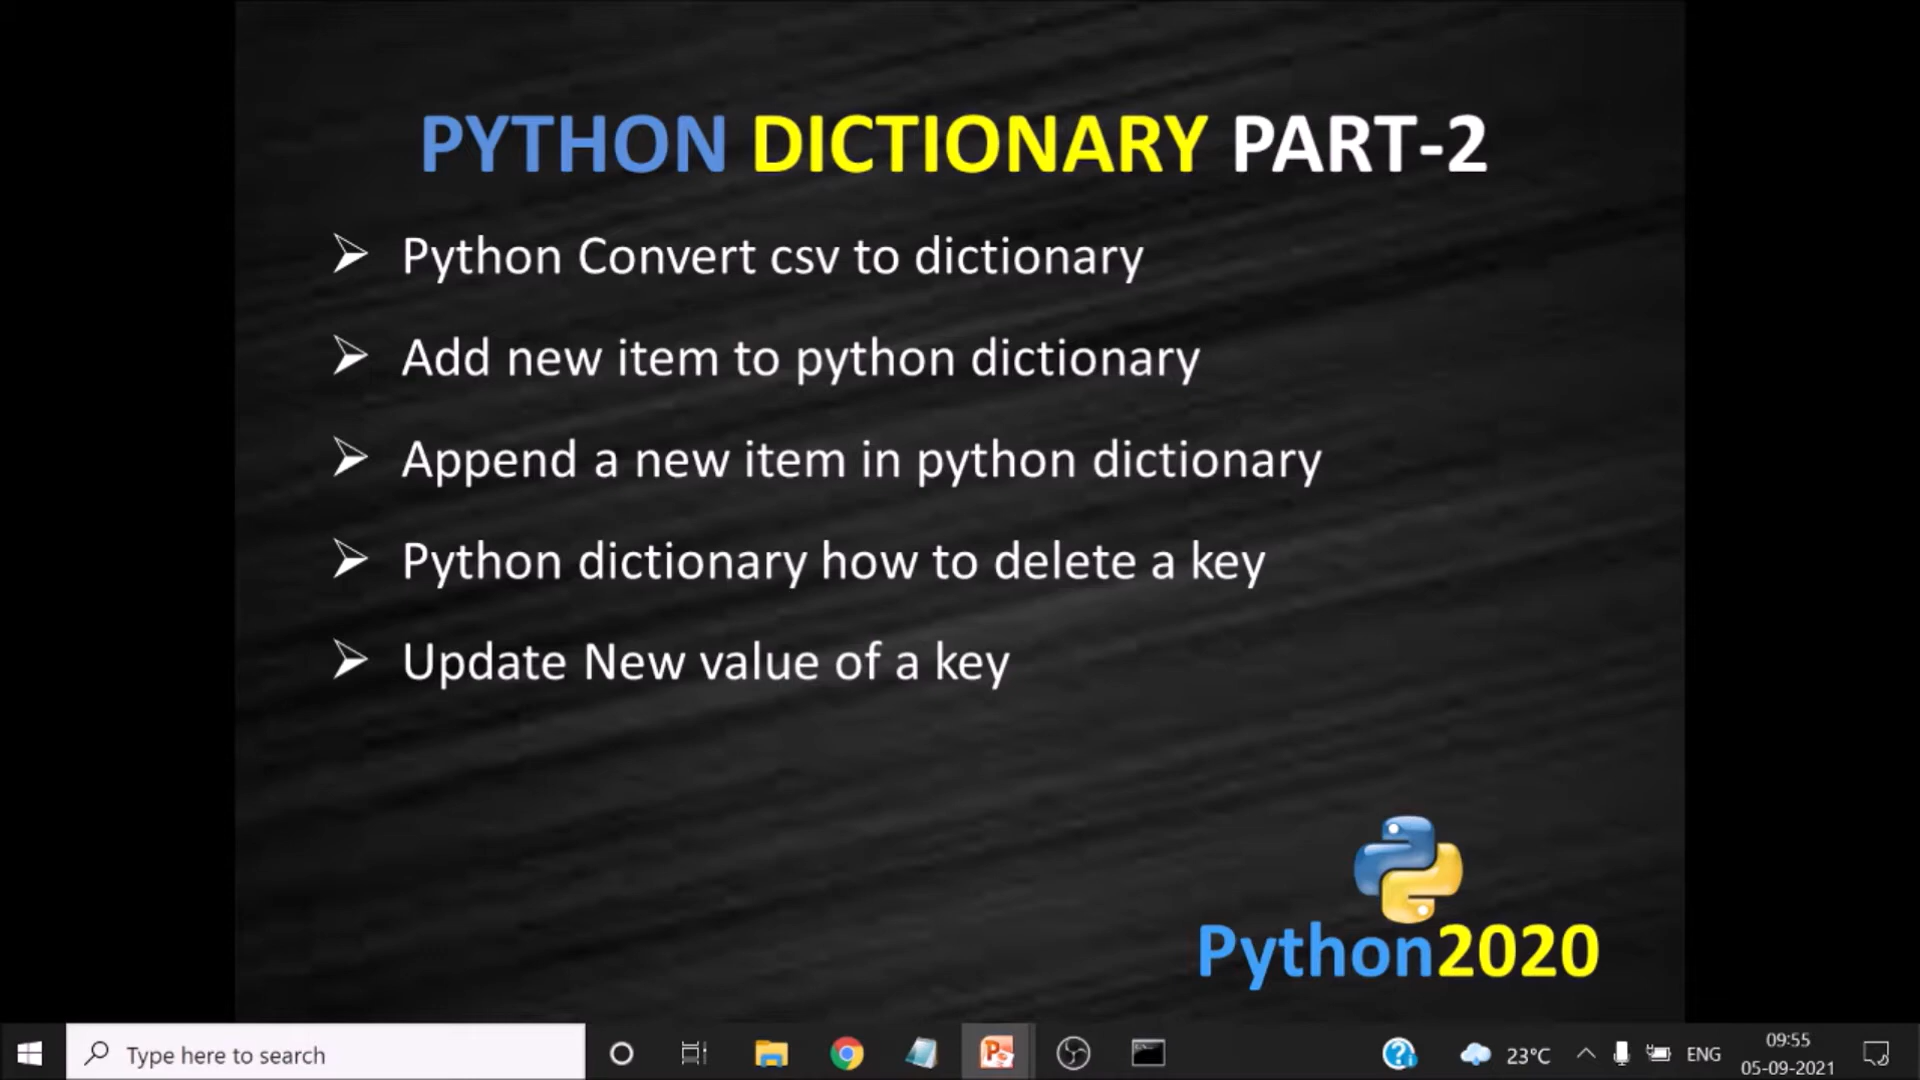 PYTHON DICTIONARY PART-2
Python Convert csv to dictionary
Add new item to python dictionary
Append a new item in python dictionary
Python dictionary how to delete a key
Update New value of a key
Python2020
Type here to search
23°C
ENG
09:55
05-09-2021